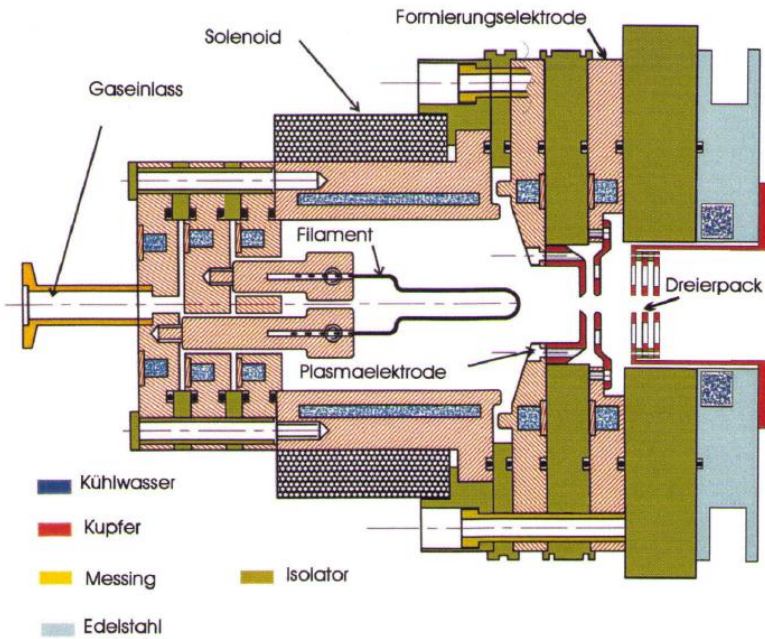 Formierungselektrode
Solenoid
Gaseinlass
Filament
Dreierpack
Plasmaelektrode
Kühlwasser
Kupfer
Messing
Isolator
Edelstahl